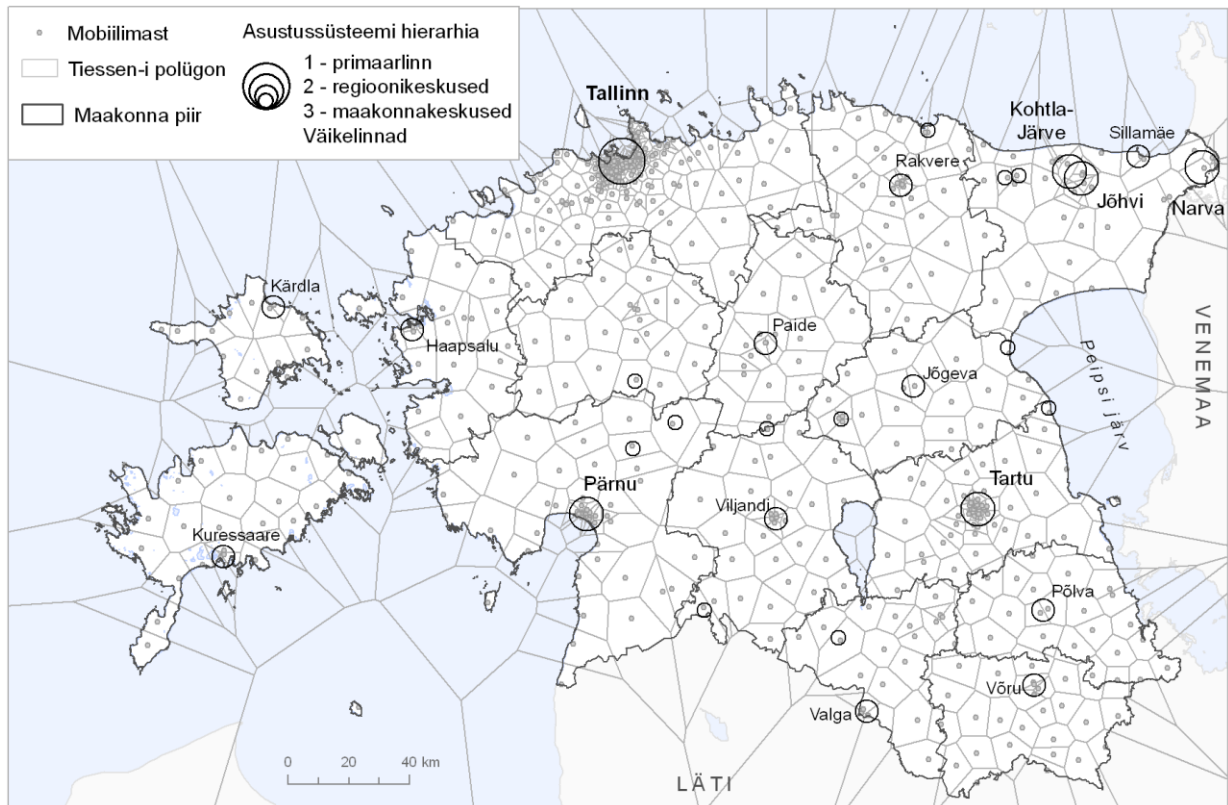 Mobiilimast
Tiessen-i polügon
Maakonna piir
Asustussüsteemi hierarhia
1 - primaarlinn
2 - regioonikeskused
3 - maakonnakeskused
Väikelinnad
Tallinn
Kohtla-
Järve
Sillamäe
Rakvere
Jõhvi
Narva
Kärdla
Haapsalu
Paide
Jõgeva
Peipsi järv
VENEMAA
Pärnu
Viljandi
Tartu
Kuressaare
Põlva
Võru
Valga
0 20 40 km
LÄTI